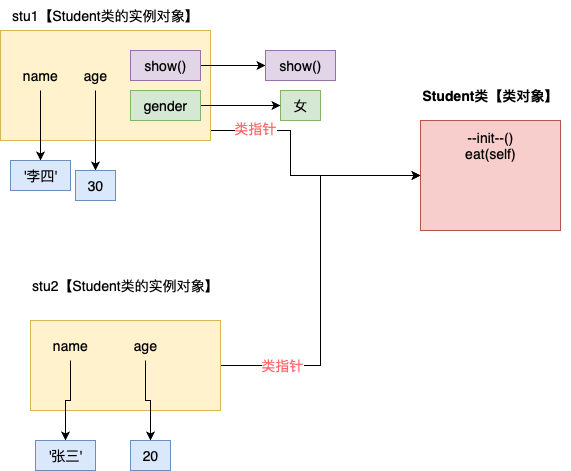 stu1【Student类的实例对象】
name age show() show()
gender 女
Student类【类对象】
--init--()
eat(self)
类指针
'李四' 30
stu2【Student类的实例对象】
name age
类指针
'张三' 20